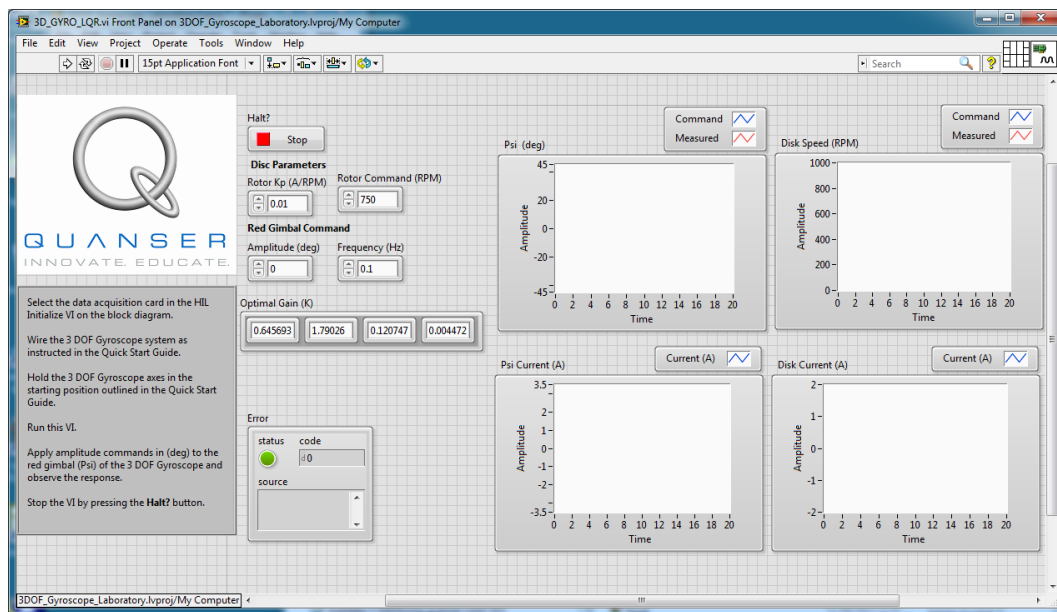 3D_GYRO_LQR.vi Front Panel on 3DOF_Gyroscope_Laboratory.lvproj/My Computer
File Edit View Project Operate Tools Window Help
15pt Application Font
Search
?
QUANSER
INNOVATE. EDUCATE.
Select the data acquisition card in the HIL
Initialize VI on the block diagram.
Wire the 3 DOF Gyroscope system as
instructed in the Quick Start Guide.
Hold the 3 DOF Gyroscope axes in the
starting position outlined in the Quick Start
Guide.
Run this VI.
Apply amplitude commands in (deg) to the
red gimbal (Psi) of the 3 DOF Gyroscope and
observe the response.
Stop the VI by pressing the Halt? button.
Halt?
Stop
Disc Parameters
Rotor Kp (A/RPM) Rotor Command (RPM)
0.01 750
Red Gimbal Command
Amplitude (deg) Frequency (Hz)
0 0.1
Optimal Gain (K)
0.645693 1.79026 0.120747 0.004472
Error
status code
d 0
source
Psi (deg)
Command
Measured
45
20
0
-20
-45
Amplitude
0 2 4 6 8 10 12 14 16 18 20
Time
Disk Speed (RPM)
Command
Measured
1000
800
600
400
200
0
Amplitude
0 2 4 6 8 10 12 14 16 18 20
Time
Psi Current (A)
Current (A)
3.5
2
1
0
-1
-2
-3.5
Amplitude
0 2 4 6 8 10 12 14 16 18 20
Time
Disk Current (A)
Current (A)
2
1
0
-1
-2
Amplitude
0 2 4 6 8 10 12 14 16 18 20
Time
3DOF_Gyroscope_Laboratory.lvproj/My Computer